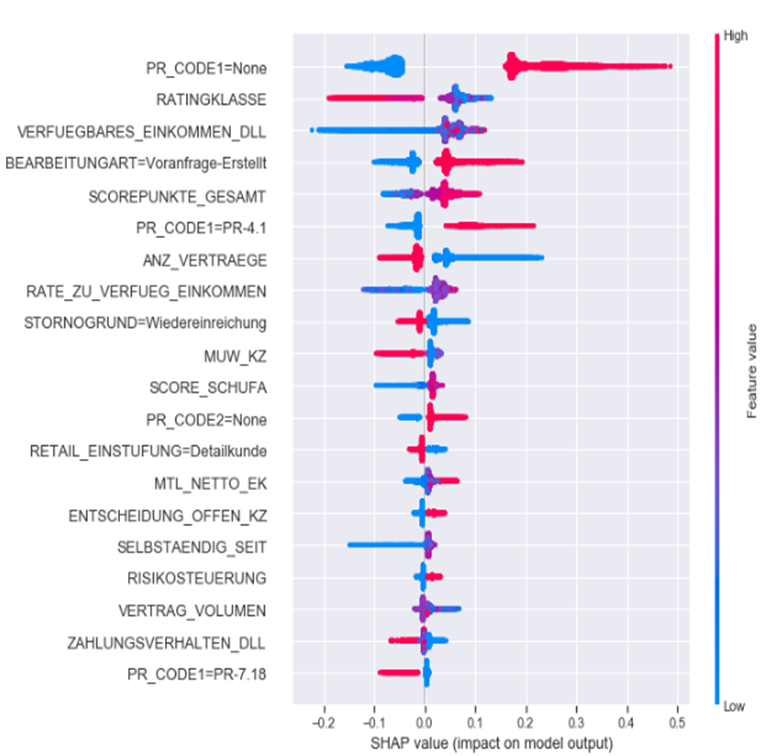 High
PR_CODE1=None
RATINGKLASSE
VERFUEGBARES_EINKOMMEN_DLL
BEARBEITUNGART=Voranfrage-Erstellt
SCOREPUNKTE_GESAMT
PR_CODE1=PR-4.1
ANZ_VERTRAEGE
RATE_ZU_VERFUEG_EINKOMMEN
STORNOGRUND=Wiedereinreichung
MUW_KZ
SCORE_SCHUFA
PR_CODE2=None
RETAIL_EINSTUFUNG=Detailkunde
MTL_NETTO_EK
ENTSCHEIDUNG_OFFEN_KZ
SELBSTAENDIG_SEIT
RISIKOSTEUERUNG
VERTRAG_VOLUMEN
ZAHLUNGSVERHALTEN_DLL
PR_CODE1=PR-7.18
Feature value
Low
−0.2 −0.1 0.0 0.1 0.2 0.3 0.4 0.5
SHAP value (impact on model output)